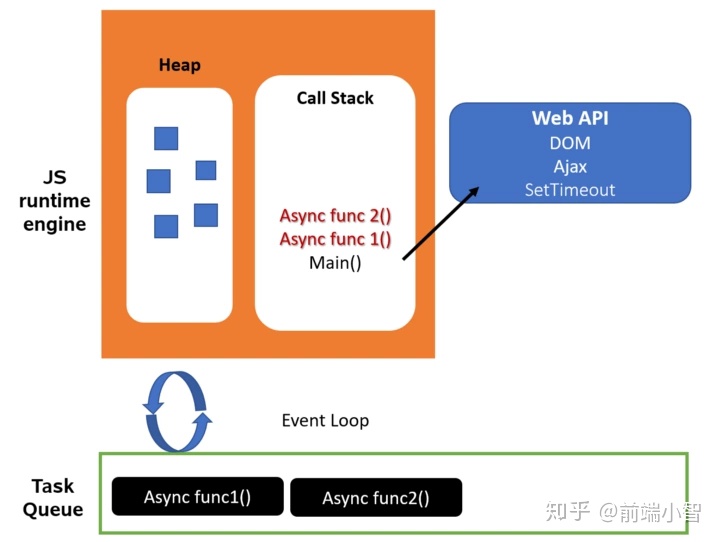 Heap
Call Stack
Web API
DOM
Ajax
SetTimeout
JS
runtime
engine
Async func 2()
Async func 1()
Main()
Event Loop
Task
Queue
Async func1()
Async func2()
知乎 @前端小智